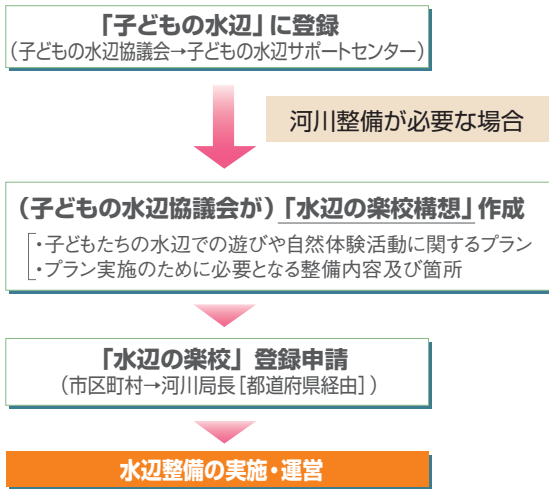 「子どもの水辺」に登録
（子どもの水辺協議会→子どもの水辺サポートセンター）
河川整備が必要な場合
（子どもの水辺協議会が）「水辺の楽校構想」作成
・子どもたちの水辺での遊びや自然体験活動に関するプラン
・プラン実施のために必要となる整備内容及び箇所
「水辺の楽校」登録申請
（市区町村→河川局長［都道府県経由］）
水辺整備の実施・運営